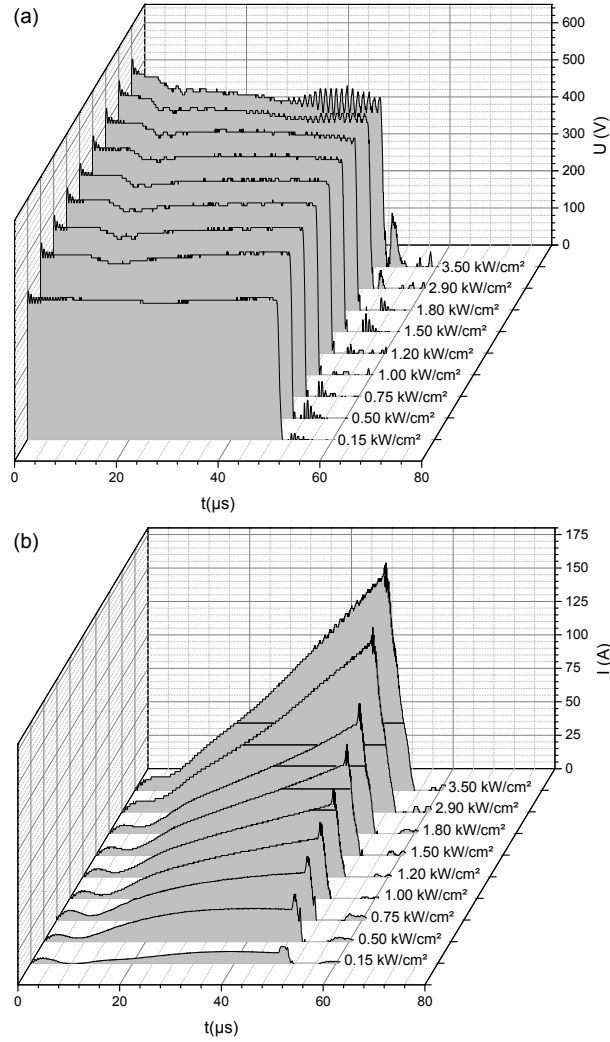 (a)
600
500
400
300
200
100
0
U (V)
3.50 kW/cm²
2.90 kW/cm²
1.80 kW/cm²
1.50 kW/cm²
1.20 kW/cm²
1.00 kW/cm²
0.75 kW/cm²
0.50 kW/cm²
0.15 kW/cm²
0 20 40 60 80
t(μs)
(b)
175
150
125
100
75
50
25
0
I (A)
3.50 kW/cm²
2.90 kW/cm²
1.80 kW/cm²
1.50 kW/cm²
1.20 kW/cm²
1.00 kW/cm²
0.75 kW/cm²
0.50 kW/cm²
0.15 kW/cm²
0 20 40 60 80
t(μs)